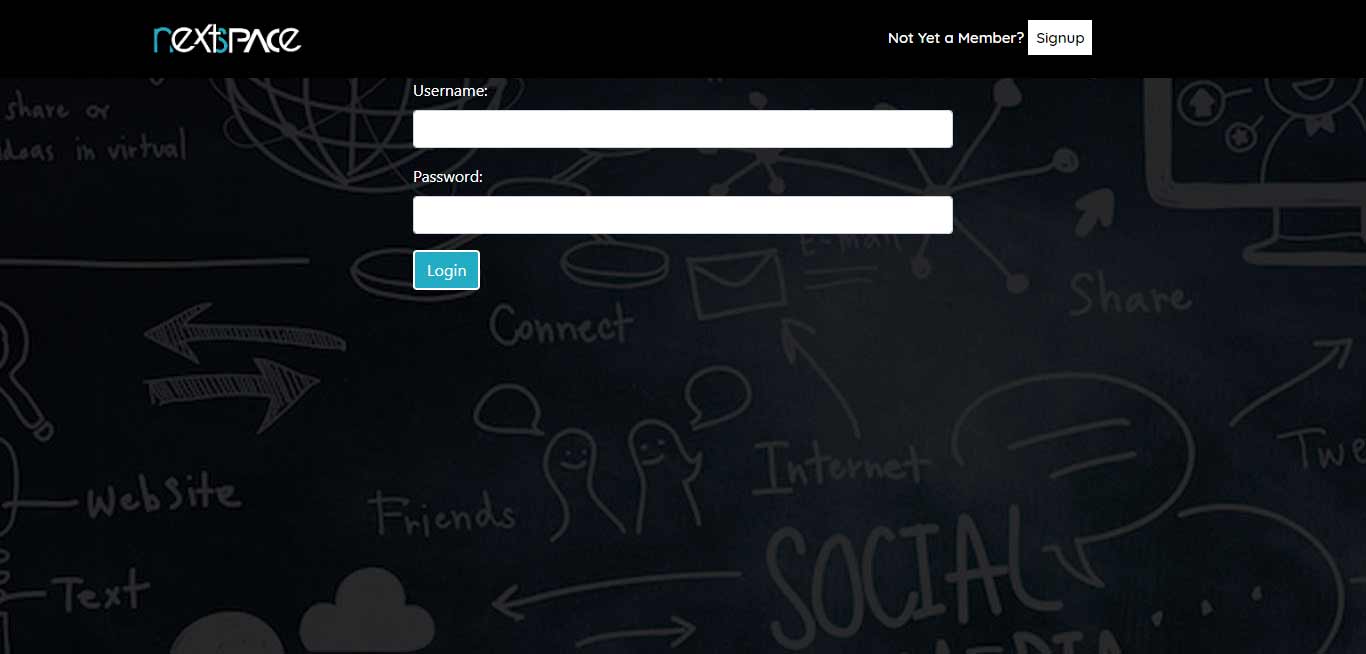 nextspace
Not Yet a Member? Signup
Username:
share or
ideas in virtual
Password:
E-mail
Login
Share
Connect
Internet
Website
Friends
SOCIAL
Text
MEDIA